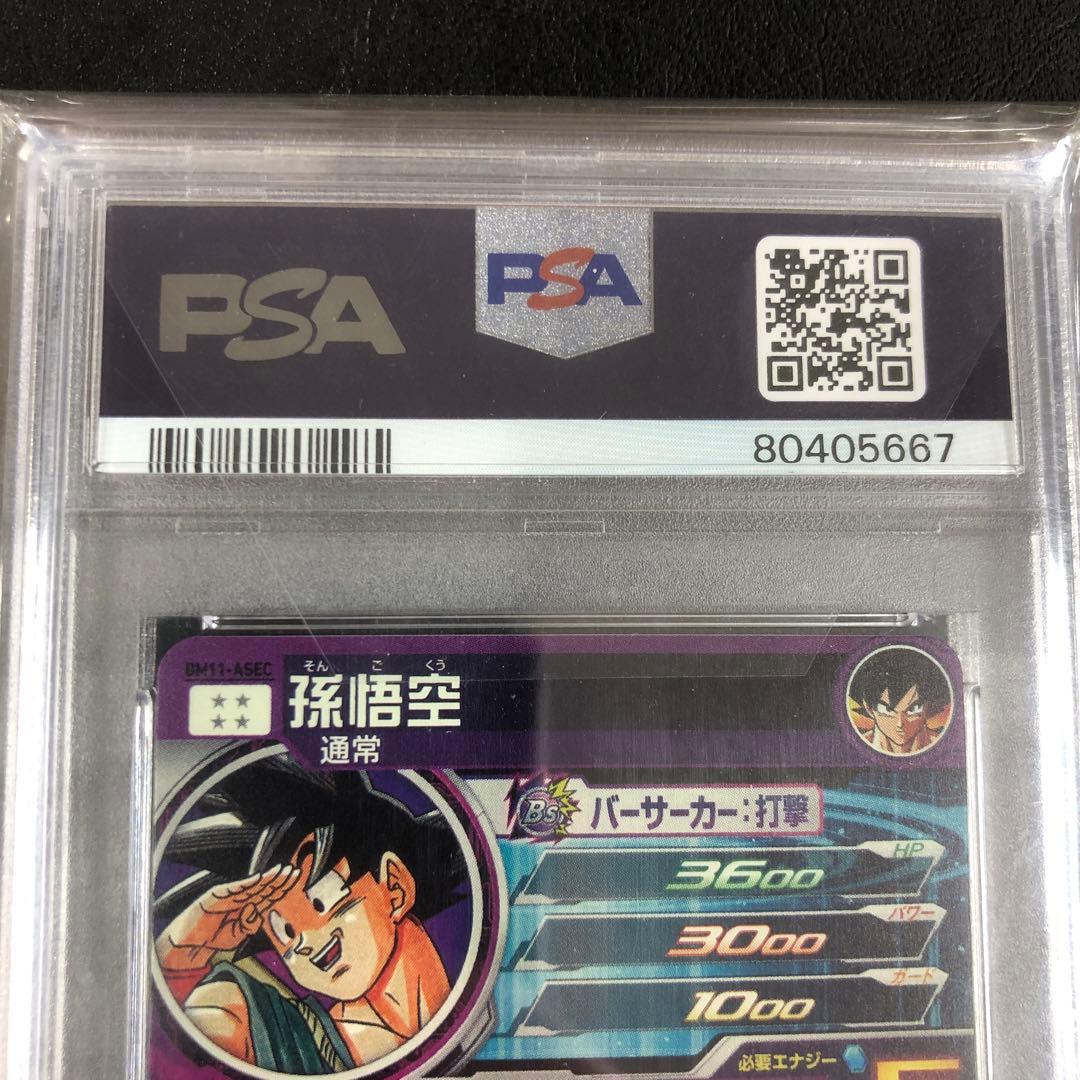 PSA
PSA
80405667
BM11-ASEC
そん ご くう
孫悟空
通常
Bs
バーサーカー:打撃
HP
3600
パワー
3000
ガード
1000
必要エナジー